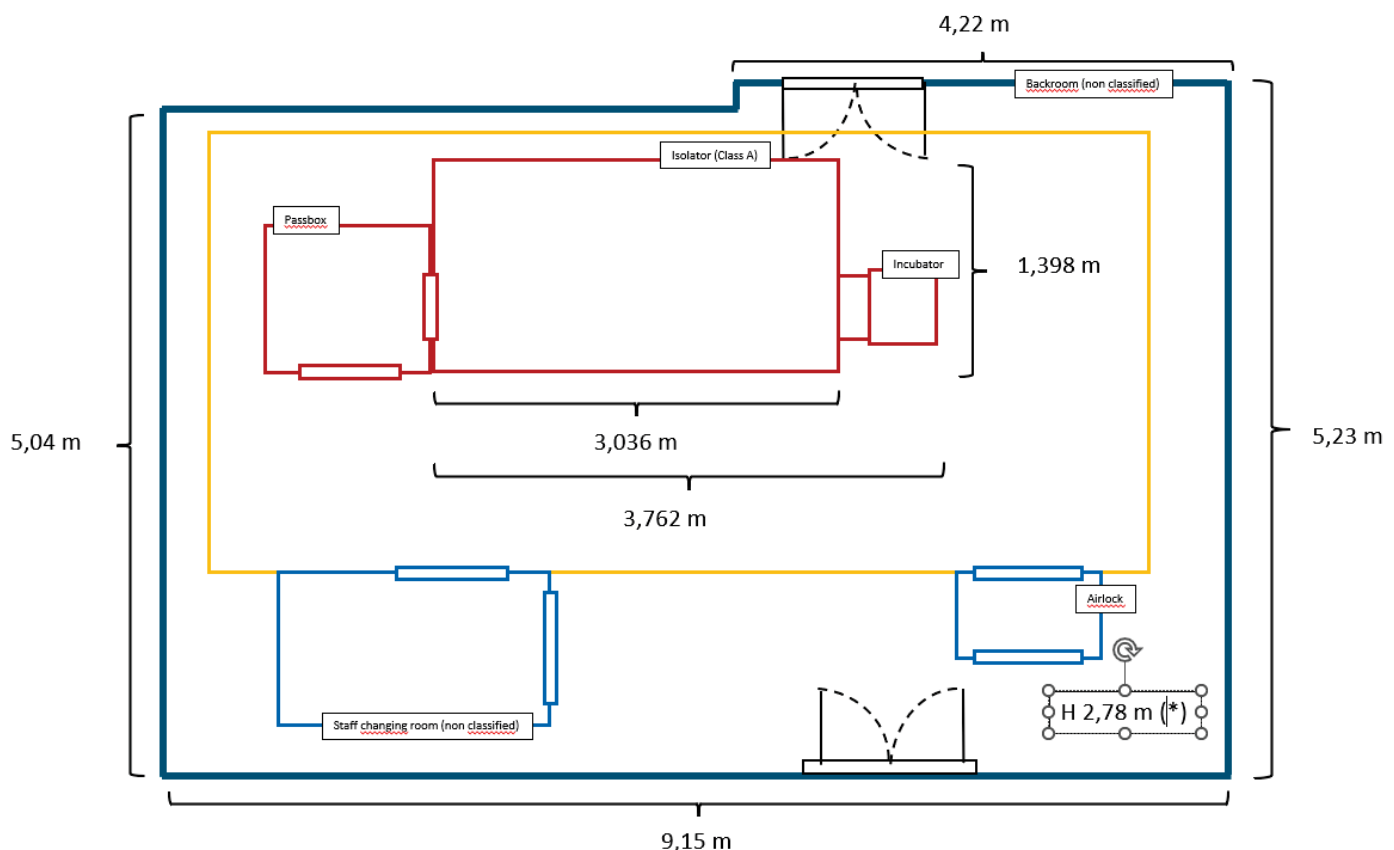 4,22 m
Backroom (non classified)
Isolator (Class A)
Passbox
Incubator
1,398 m
5,04 m
3,036 m
5,23 m
3,762 m
Airlock
H 2,78 m (*)
Staff changing room (non classified)
9,15 m